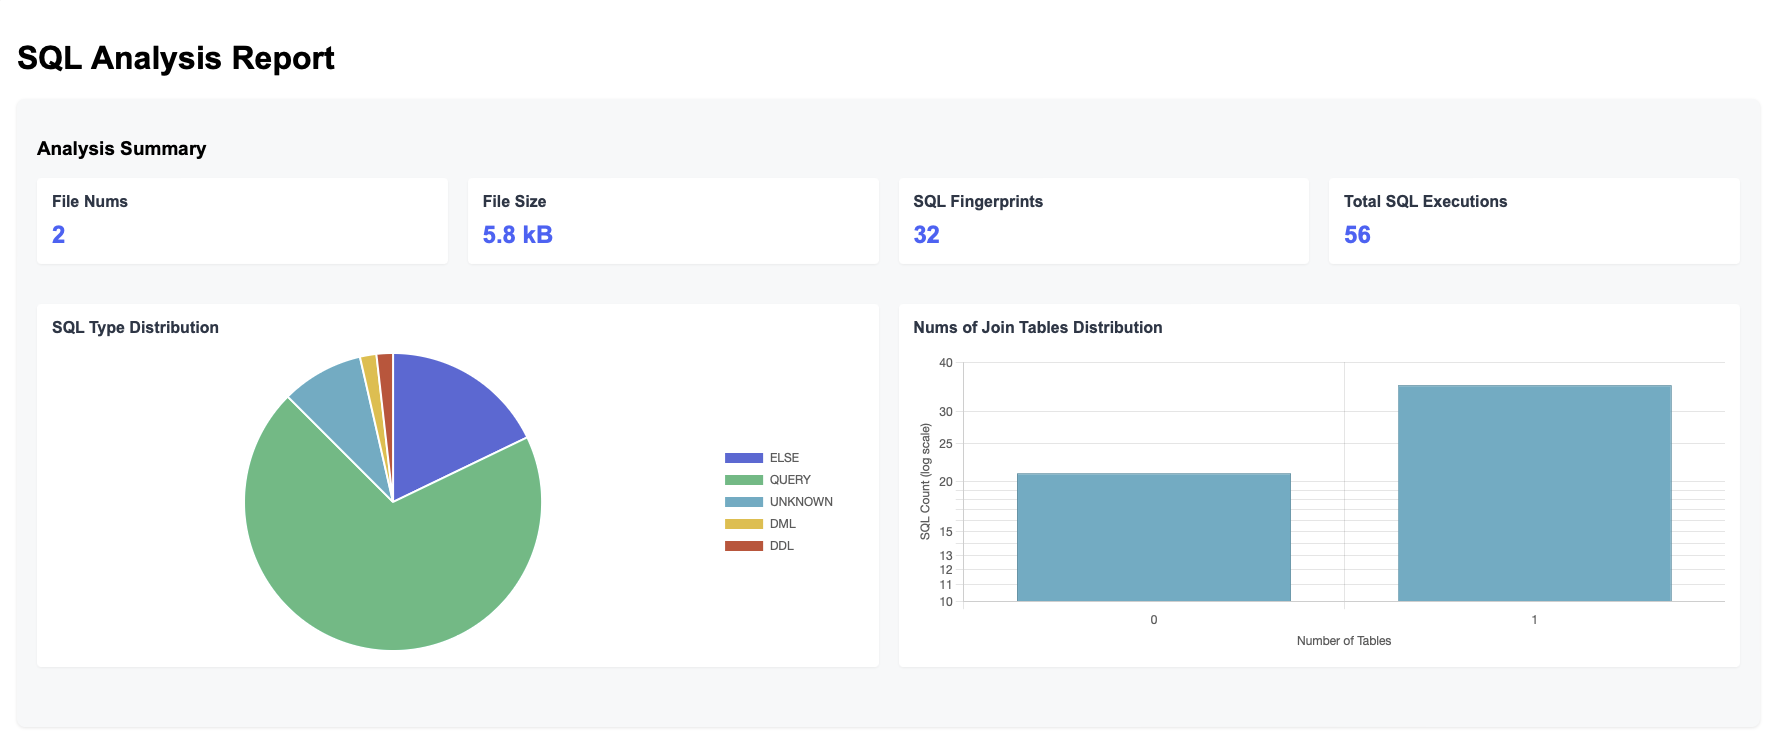 SQL Analysis Report
Analysis Summary
File Nums
2
File Size
5.8 kB
SQL Fingerprints
32
Total SQL Executions
56
SQL Type Distribution
ELSE
QUERY
UNKNOWN
DML
DDL
Nums of Join Tables Distribution
SQL Count (log scale)
40
30
25
20
15
13
12
11
10
0
1
Number of Tables